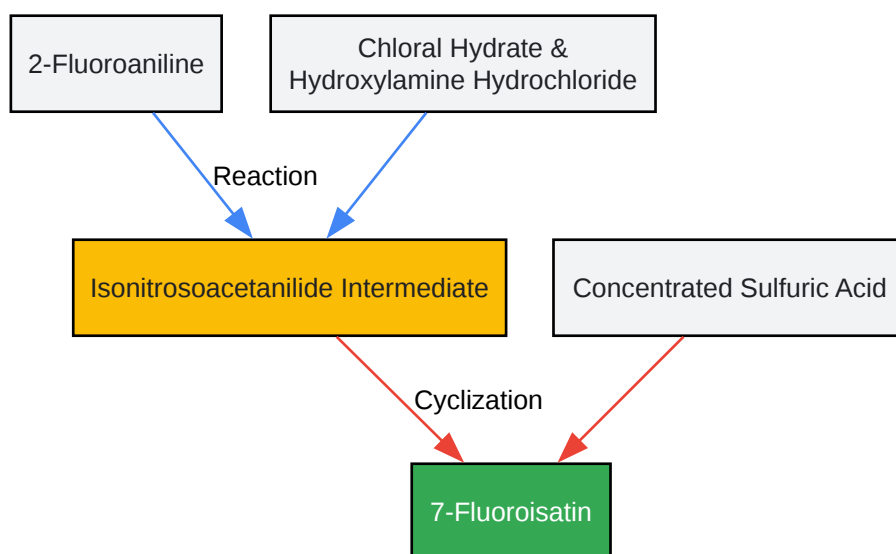 2-Fluoroaniline
Chloral Hydrate &
Hydroxylamine Hydrochloride
Reaction
Isonitrosoacetanilide Intermediate
Concentrated Sulfuric Acid
Cyclization
7-Fluoroisatin